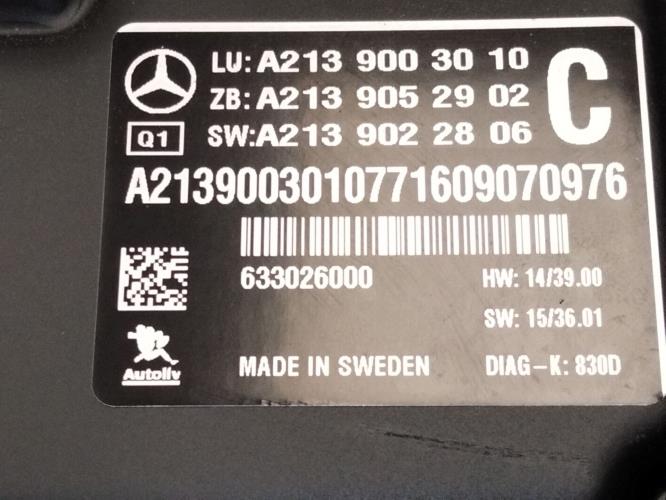 LU: A213 900 30 10
C
ZB: A213 905 29 02
Q1
SW:A213 902 28 06
A2139003010771609070976
633026000
HW: 14/39.00
SW: 15/36.01
Autoliv
MADE IN SWEDEN
DIAG-K: 830D